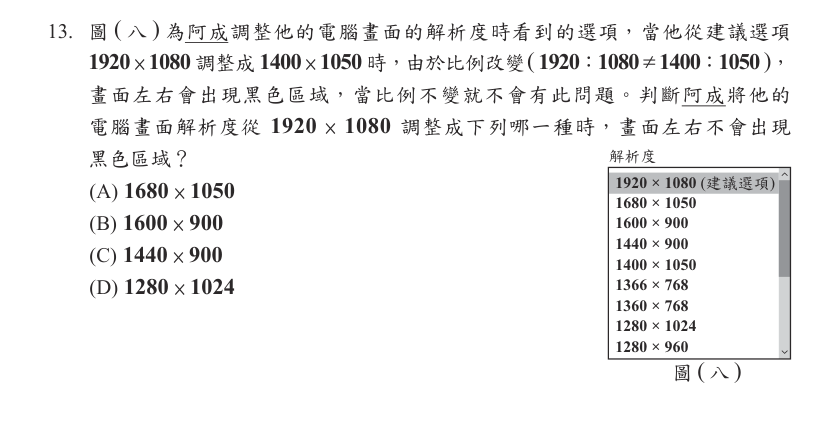 13. 圖(八)為阿成調整他的電腦畫面的解析度時看到的選項，當他從建議選項
1920×1080 調整成 1400×1050 時，由於比例改變(1920：1080≠1400：1050)，
畫面左右會出現黑色區域，當比例不變就不會有此問題。判斷阿成將他的
電腦畫面解析度從 1920 × 1080 調整成下列哪一種時，畫面左右不會出現
黑色區域？
(A) 1680 × 1050
(B) 1600 × 900
(C) 1440 × 900
(D) 1280 × 1024
解析度
1920 × 1080 (建議選項)
1680 × 1050
1600 × 900
1440 × 900
1400 × 1050
1366 × 768
1360 × 768
1280 × 1024
1280 × 960
圖(八)